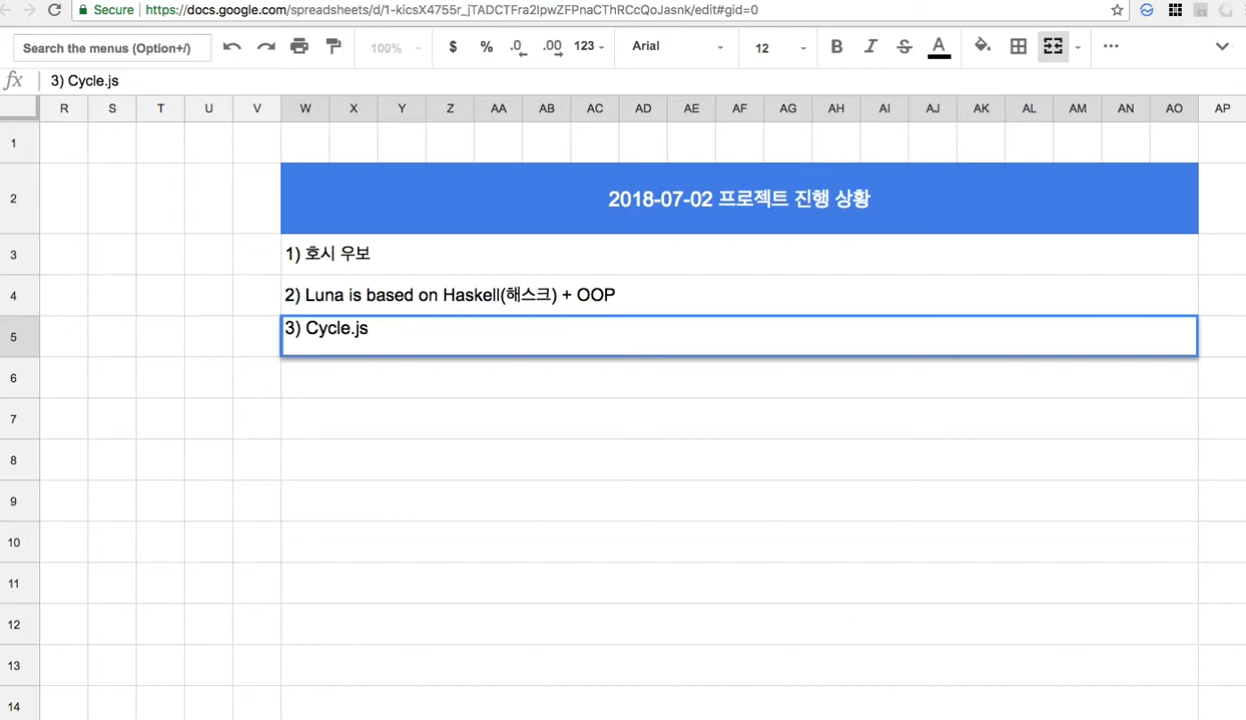 Secure https://docs.google.com/spreadsheets/d/1-kicsX4755r_jTADCTFra2IpwZFPnaCThRCcQoJasnk/edit#gid=0
Search the menus (Option+/) 100% $ % .0 .00 123 Arial 12 B I S A
fx 3) Cycle.js
R S T U V W X Y Z AA AB AC AD AE AF AG AH AI AJ AK AL AM AN AO AP
1
2 2018-07-02 프로젝트 진행 상황
3 1) 호시 우보
4 2) Luna is based on Haskell(해스크) + OOP
5 3) Cycle.js
6
7
8
9
10
11
12
13
14